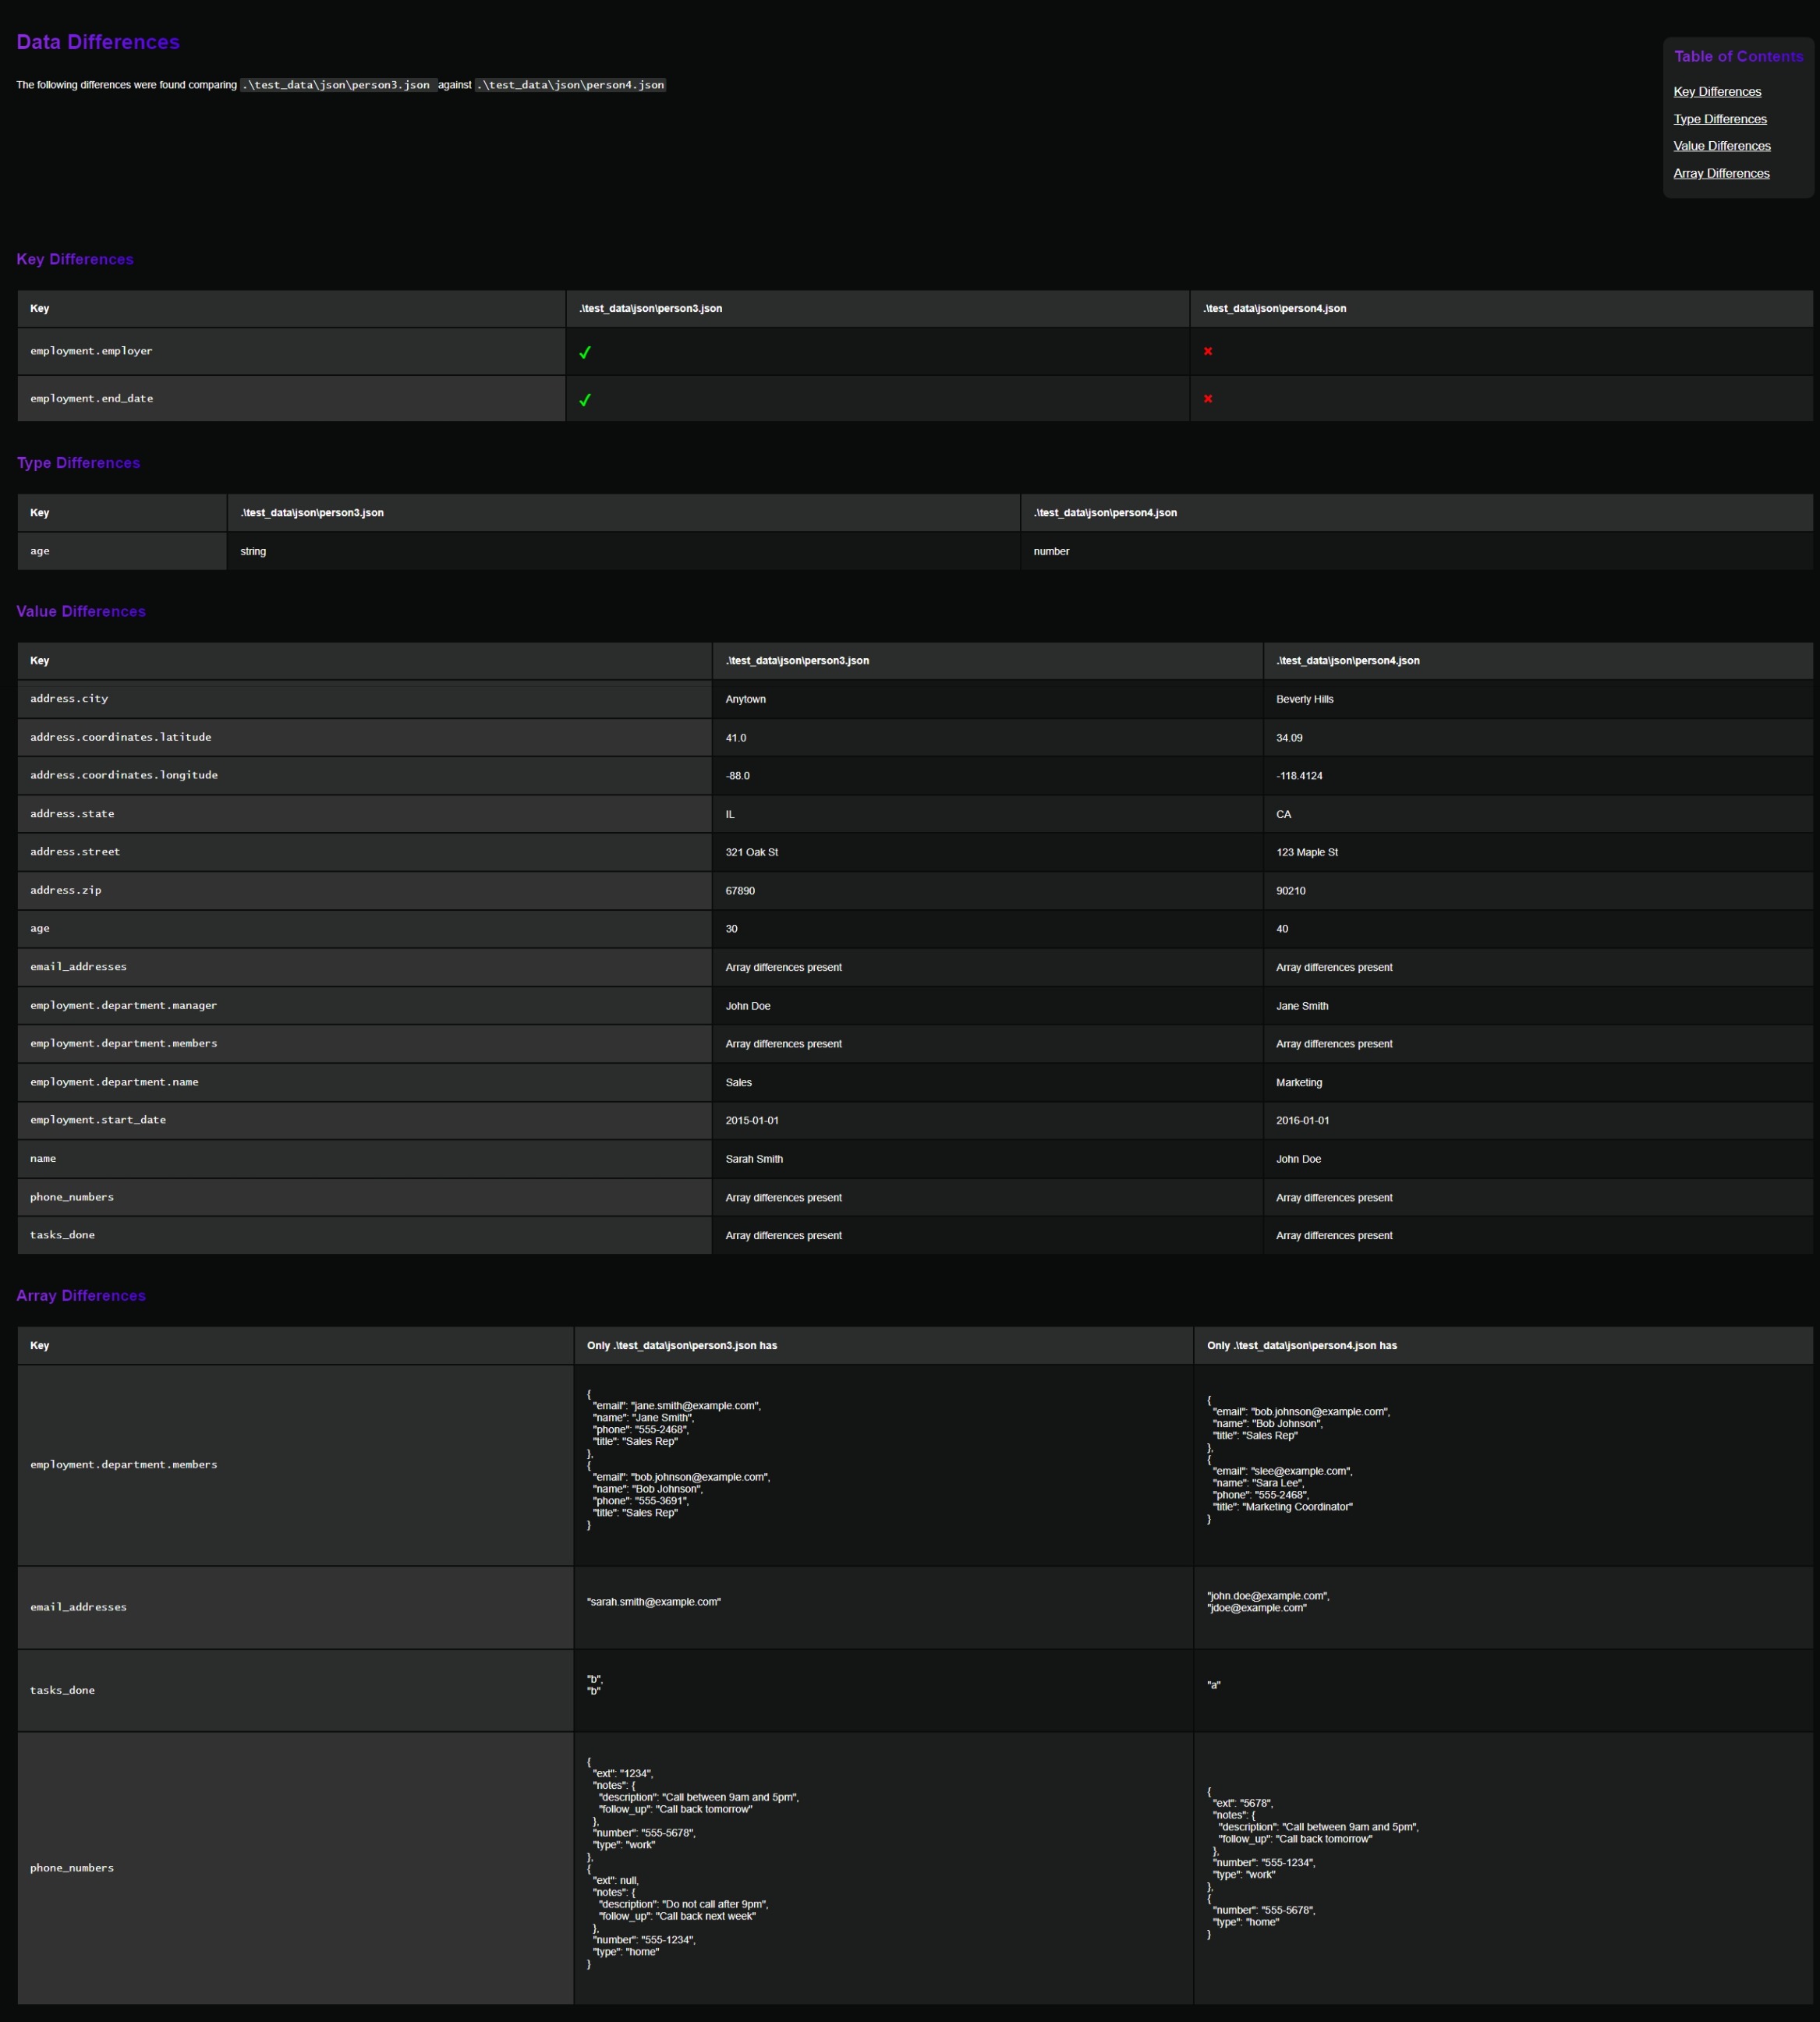 Data Differences
The following differences were found comparing .\test_data\json\person3.json against .\test_data\json\person4.json
Table of Contents
Key Differences
Type Differences
Value Differences
Array Differences
Key Differences
Key .\test_data\json\person3.json .\test_data\json\person4.json
employment.employer ✓ ✖
employment.end_date ✓ ✖
Type Differences
Key .\test_data\json\person3.json .\test_data\json\person4.json
age string number
Value Differences
Key .\test_data\json\person3.json .\test_data\json\person4.json
address.city Anytown Beverly Hills
address.coordinates.latitude 41.0 34.09
address.coordinates.longitude -88.0 -118.4124
address.state IL CA
address.street 321 Oak St 123 Maple St
address.zip 67890 90210
age 30 40
email_addresses Array differences present Array differences present
employment.department.manager John Doe Jane Smith
employment.department.members Array differences present Array differences present
employment.department.name Sales Marketing
employment.start_date 2015-01-01 2016-01-01
name Sarah Smith John Doe
phone_numbers Array differences present Array differences present
tasks_done Array differences present Array differences present
Array Differences
Key Only .\test_data\json\person3.json has Only .\test_data\json\person4.json has
employment.department.members
{
"email": "jane.smith@example.com",
"name": "Jane Smith",
"phone": "555-2468",
"title": "Sales Rep"
},
{
"email": "bob.johnson@example.com",
"name": "Bob Johnson",
"phone": "555-3691",
"title": "Sales Rep"
}
{
"email": "bob.johnson@example.com",
"name": "Bob Johnson",
"title": "Sales Rep"
},
{
"email": "slee@example.com",
"name": "Sara Lee",
"phone": "555-2468",
"title": "Marketing Coordinator"
}
email_addresses
"sarah.smith@example.com"
"john.doe@example.com",
"jdoe@example.com"
tasks_done
"b",
"b"
"a"
phone_numbers
{
"ext": "1234",
"notes": {
"description": "Call between 9am and 5pm",
"follow_up": "Call back tomorrow"
},
"number": "555-5678",
"type": "work"
},
{
"ext": null,
"notes": {
"description": "Do not call after 9pm",
"follow_up": "Call back next week"
},
"number": "555-1234",
"type": "home"
}
{
"ext": "5678",
"notes": {
"description": "Call between 9am and 5pm",
"follow_up": "Call back tomorrow"
},
"number": "555-1234",
"type": "work"
},
{
"number": "555-5678",
"type": "home"
}